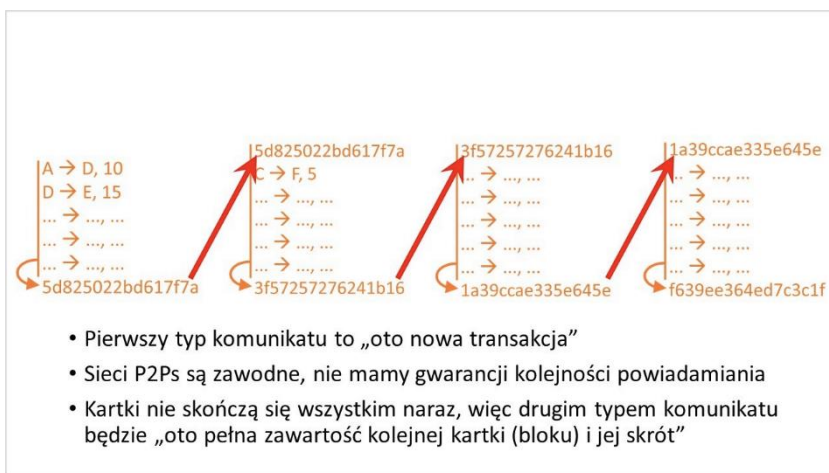 A → D, 10
D → E, 15
... → ..., ...
... → ..., ...
... → ..., ...
5d825022bd617f7a
5d825022bd617f7a
C → F, 5
... → ..., ...
... → ..., ...
... → ..., ...
... → ..., ...
3f57257276241b16
3f57257276241b16
... → ..., ...
... → ..., ...
... → ..., ...
... → ..., ...
... → ..., ...
1a39ccae335e645e
1a39ccae335e645e
... → ..., ...
... → ..., ...
... → ..., ...
... → ..., ...
... → ..., ...
f639ee364ed7c3c1f
• Pierwszy typ komunikatu to „oto nowa transakcja”
• Sieci P2Ps są zawodne, nie mamy gwarancji kolejności powiadamiania
• Kartki nie skończą się wszystkim naraz, więc drugim typem komunikatu
będzie „oto pełna zawartość kolejnej kartki (bloku) i jej skrót”